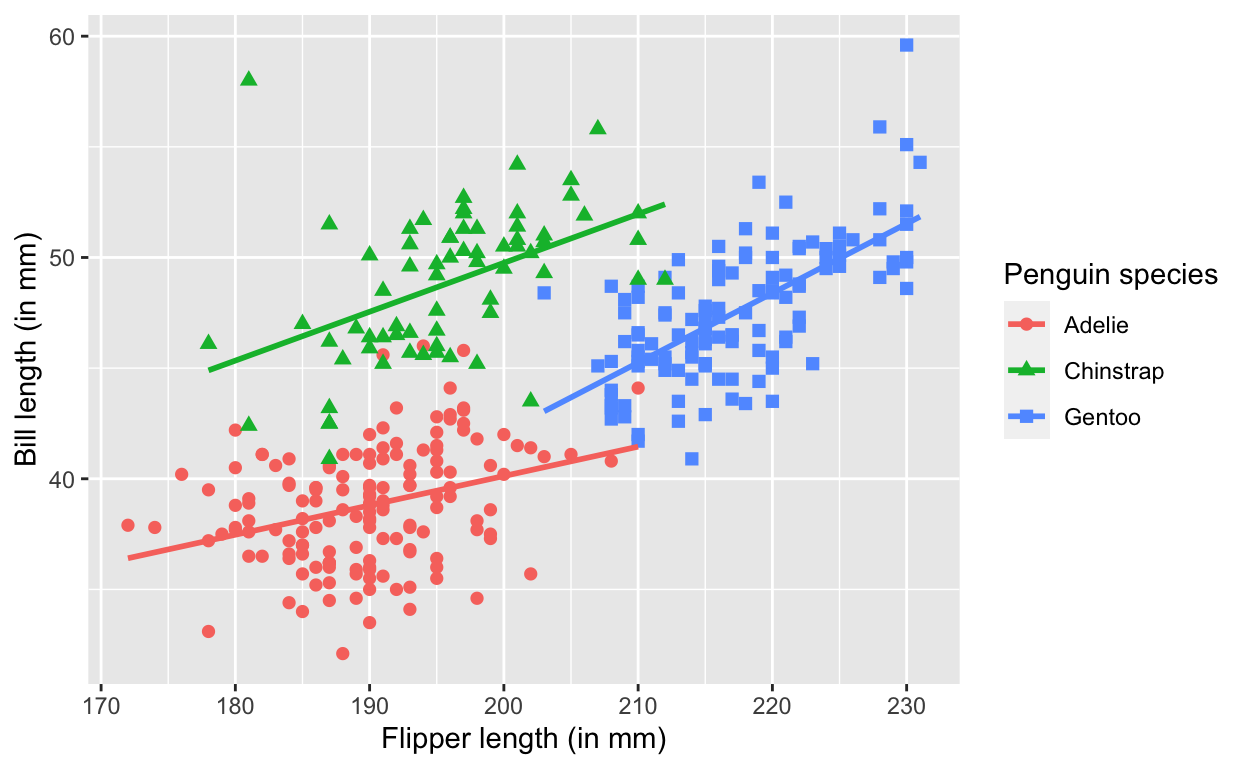 60
50
40
Bill length (in mm)
170 180 190 200 210 220 230
Flipper length (in mm)
Penguin species
Adelie
Chinstrap
Gentoo